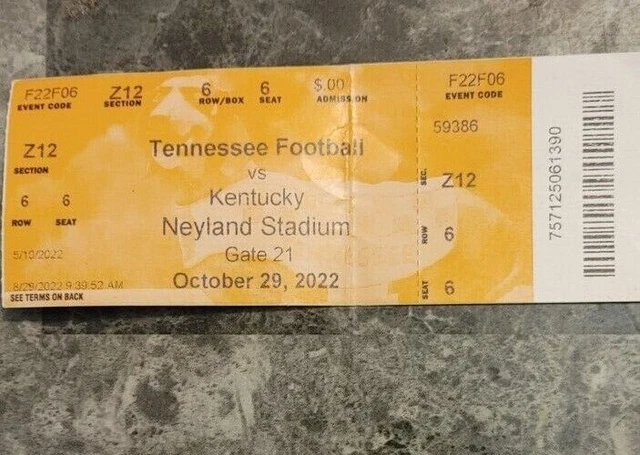 F22F06 Z12 6 6 $.00 F22F06
EVENT CODE SECTION ROW/BOX SEAT ADMISSION EVENT CODE
59386
Z12
SECTION
6 6
ROW SEAT
5/10/2022
8/29/2022 9:39:52 AM
SEE TERMS ON BACK
Tennessee Football
vs
Kentucky
Neyland Stadium
Gate 21
October 29, 2022
SEC. Z12
ROW 6
SEAT 6
757125061390